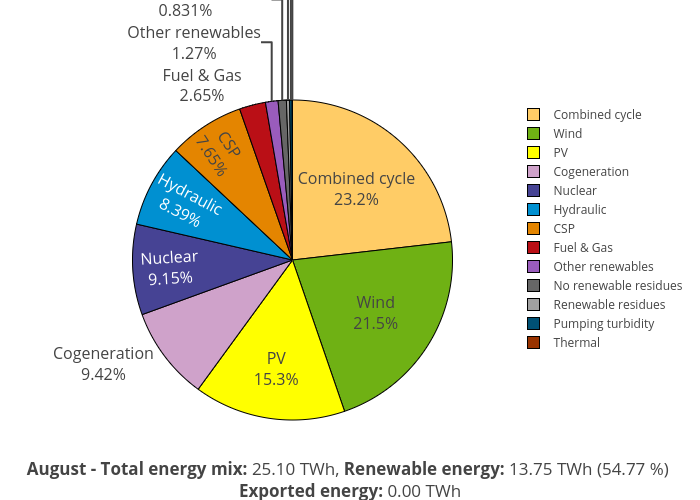 0.831%
Other renewables
1.27%
Fuel & Gas
2.65%
CSP
7.65%
Hydraulic
8.39%
Nuclear
9.15%
Cogeneration
9.42%
PV
15.3%
Wind
21.5%
Combined cycle
23.2%
Combined cycle
Wind
PV
Cogeneration
Nuclear
Hydraulic
CSP
Fuel & Gas
Other renewables
No renewable residues
Renewable residues
Pumping turbidity
Thermal
August - Total energy mix: 25.10 TWh, Renewable energy: 13.75 TWh (54.77 %)
Exported energy: 0.00 TWh